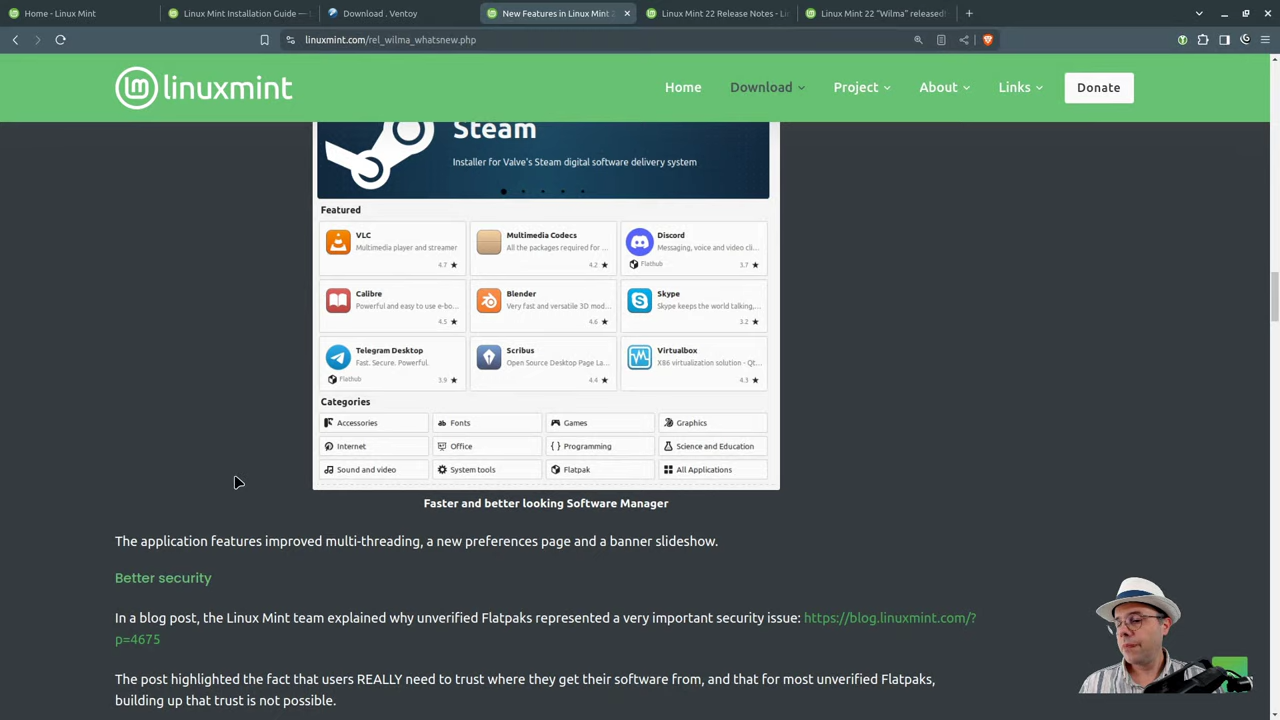 Home - Linux Mint
Linux Mint Installation Guide —
Download . Ventoy
New Features in Linux Mint 2
Linux Mint 22 Release Notes - Li
Linux Mint 22 "Wilma" released!
linuxmint.com/rel_wilma_whatsnew.php
linuxmint
Home
Download
Project
About
Links
Donate
Steam
Installer for Valve's Steam digital software delivery system
Featured
VLC
Multimedia player and streamer
4.7 ★
Multimedia Codecs
All the packages required for ...
4.2 ★
Discord
Messaging, voice and video cli...
Flathub
3.7 ★
Calibre
Powerful and easy to use e-bo...
4.5 ★
Blender
Very fast and versatile 3D mod...
4.6 ★
Skype
Skype keeps the world talking,...
3.2 ★
Telegram Desktop
Fast. Secure. Powerful.
Flathub
3.9 ★
Scribus
Open Source Desktop Page La...
4.4 ★
Virtualbox
X86 virtualization solution - Qt...
4.3 ★
Categories
Accessories
Fonts
Games
Graphics
Internet
Office
Programming
Science and Education
Sound and video
System tools
Flatpak
All Applications
Faster and better looking Software Manager
The application features improved multi-threading, a new preferences page and a banner slideshow.
Better security
In a blog post, the Linux Mint team explained why unverified Flatpaks represented a very important security issue: https://blog.linuxmint.com/?
p=4675
The post highlighted the fact that users REALLY need to trust where they get their software from, and that for most unverified Flatpaks,
building up that trust is not possible.